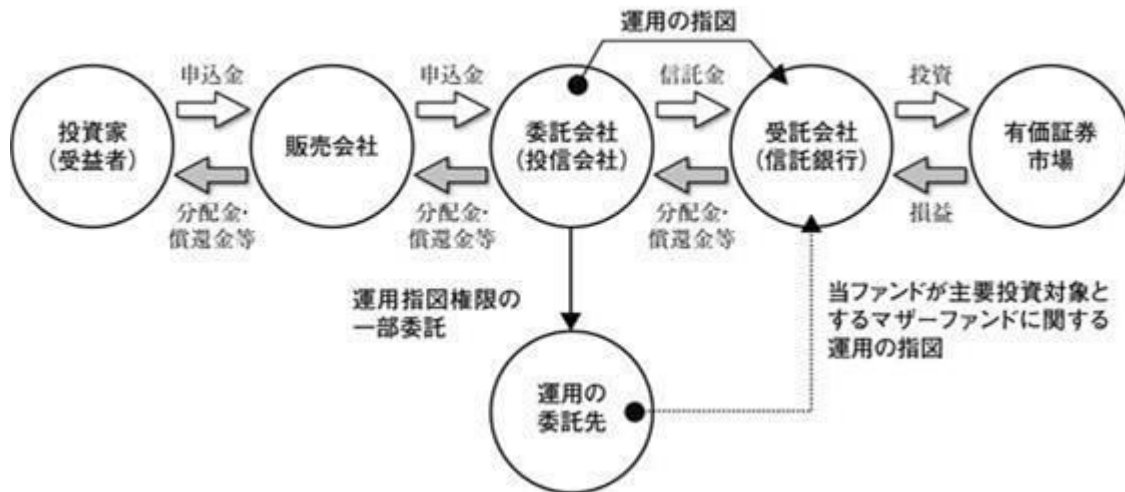 運用の指図
申込金
申込金
信託金
投資
投資家
（受益者）
販売会社
委託会社
（投信会社）
受託会社
（信託銀行）
有価証券
市場
分配金・
償還金等
分配金・
償還金等
分配金・
償還金等
損益
運用指図権限の
一部委託
当ファンドが主要投資対象と
するマザーファンドに関する
運用の指図
運用の
委託先